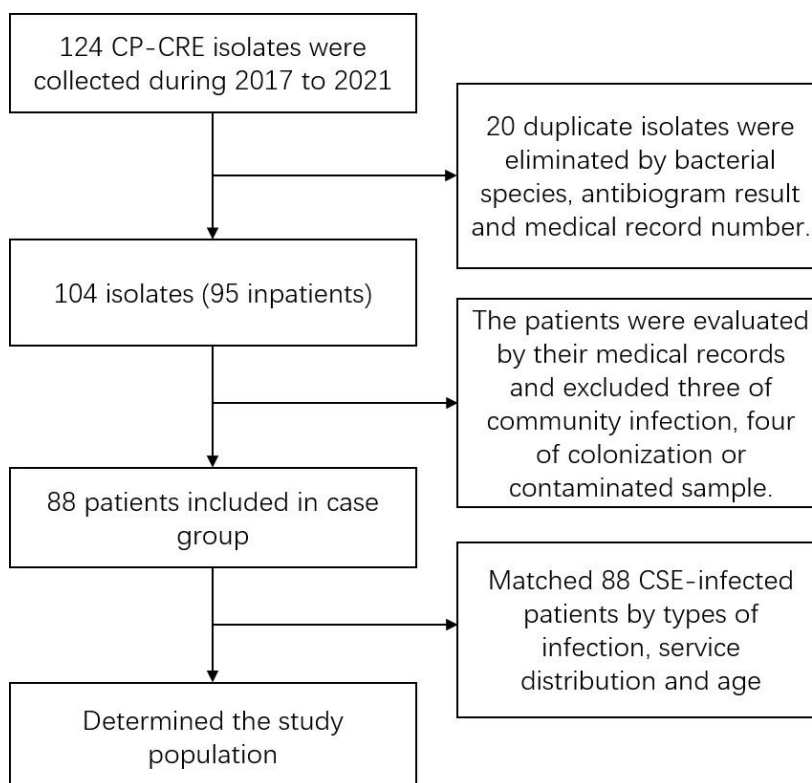 124 CP-CRE isolates were
collected during 2017 to 2021
20 duplicate isolates were
eliminated by bacterial
species, antibiogram result
and medical record number.
104 isolates (95 inpatients)
The patients were evaluated
by their medical records
and excluded three of
community infection, four
of colonization or
contaminated sample.
88 patients included in case
group
Matched 88 CSE-infected
patients by types of
infection, service
distribution and age
Determined the study
population